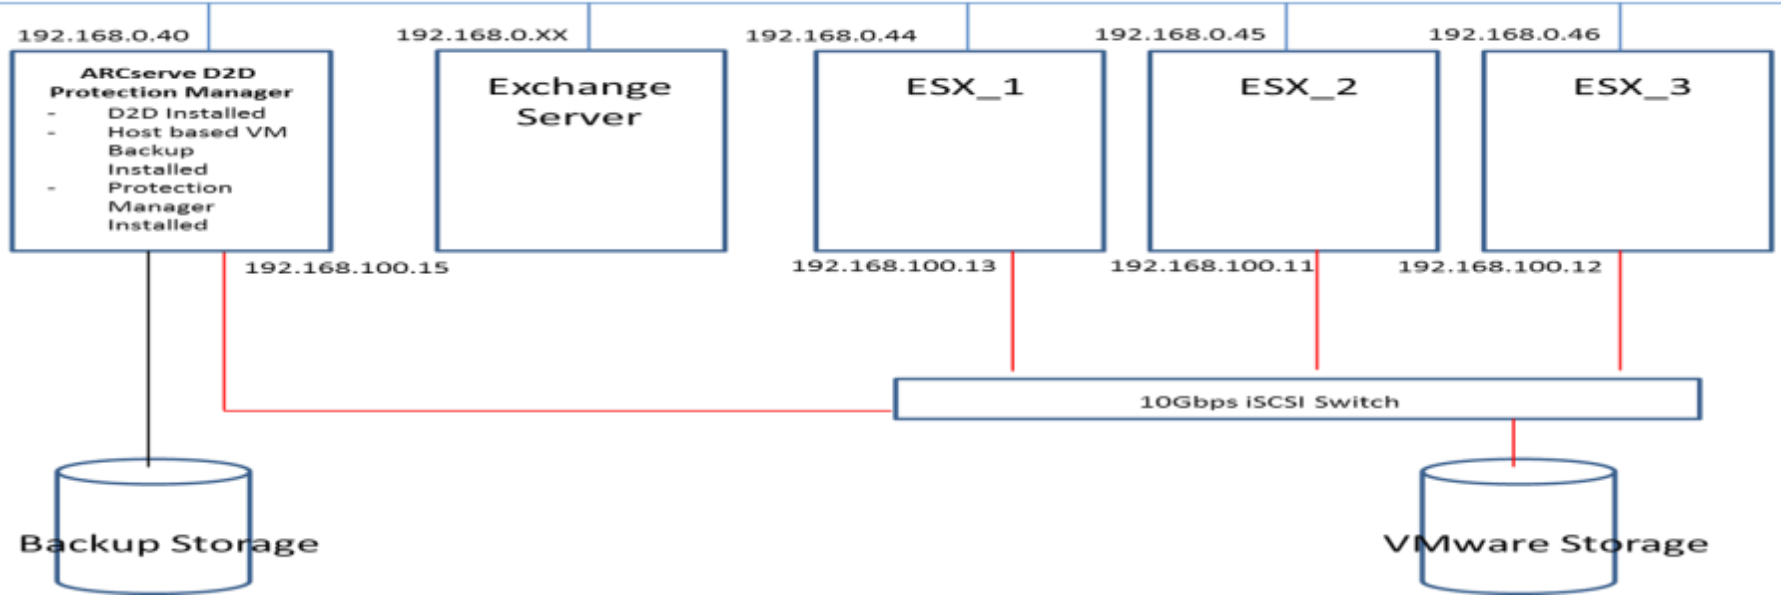 192.168.0.40
192.168.0.XX
192.168.0.44
192.168.0.45
192.168.0.46
ARCserve D2D
Protection Manager
- D2D Installed
- Host based VM
Backup
Installed
- Protection
Manager
Installed
Exchange
Server
ESX_1
ESX_2
ESX_3
192.168.100.15
192.168.100.13
192.168.100.11
192.168.100.12
10Gbps iSCSI Switch
Backup Storage
VMware Storage